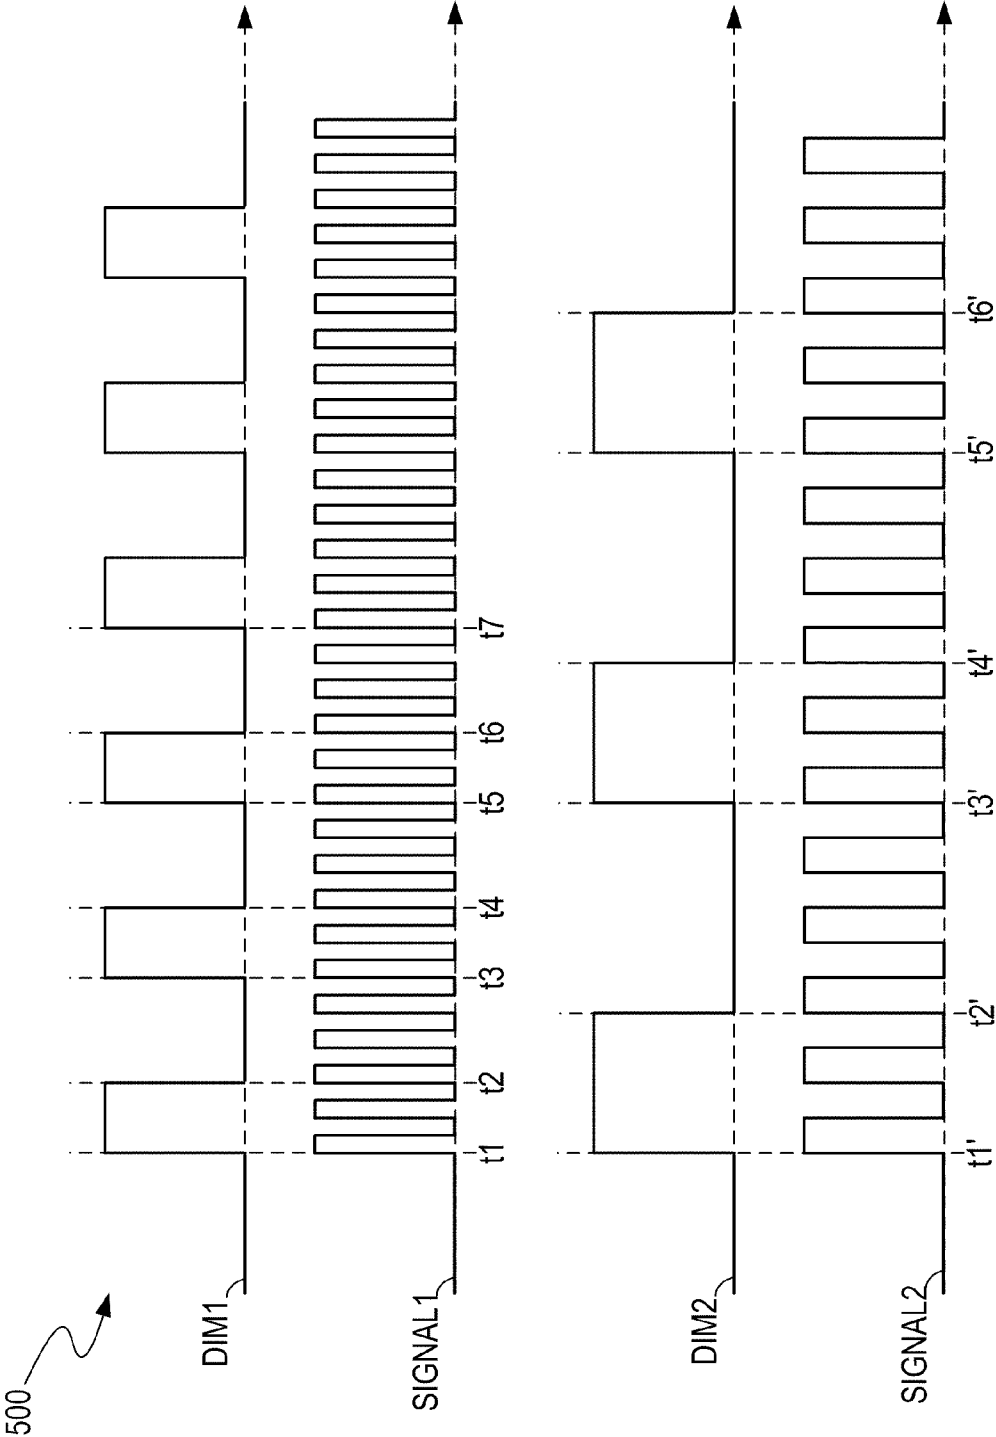 500
DIM1
SIGNAL1
t1 t2 t3 t4 t5 t6 t7
DIM2
SIGNAL2
t1' t2' t3' t4' t5' t6'